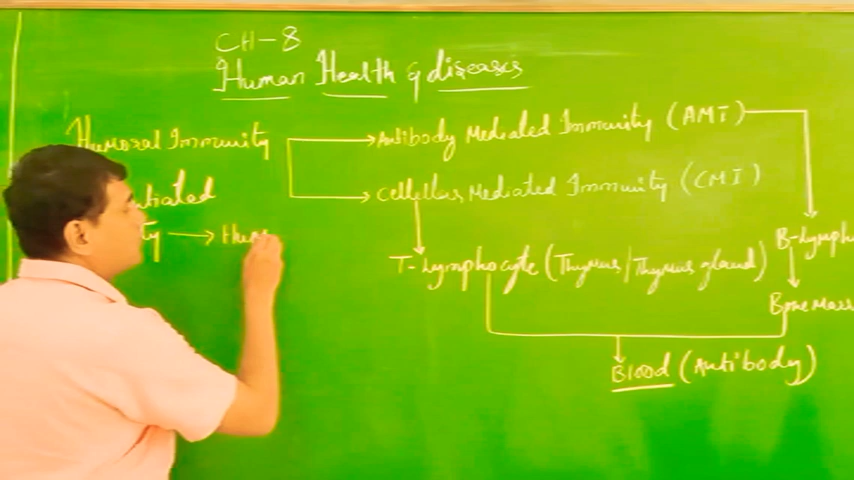 CH-8
Human Health & diseases
Humoral Immunity
Antibody Mediated Immunity (AMI)
Cellular Mediated Immunity (CMI)
T-Lymphocyte (Thymus/Thymus gland)
B-Lymph
Bone Marr
Blood (Antibody)